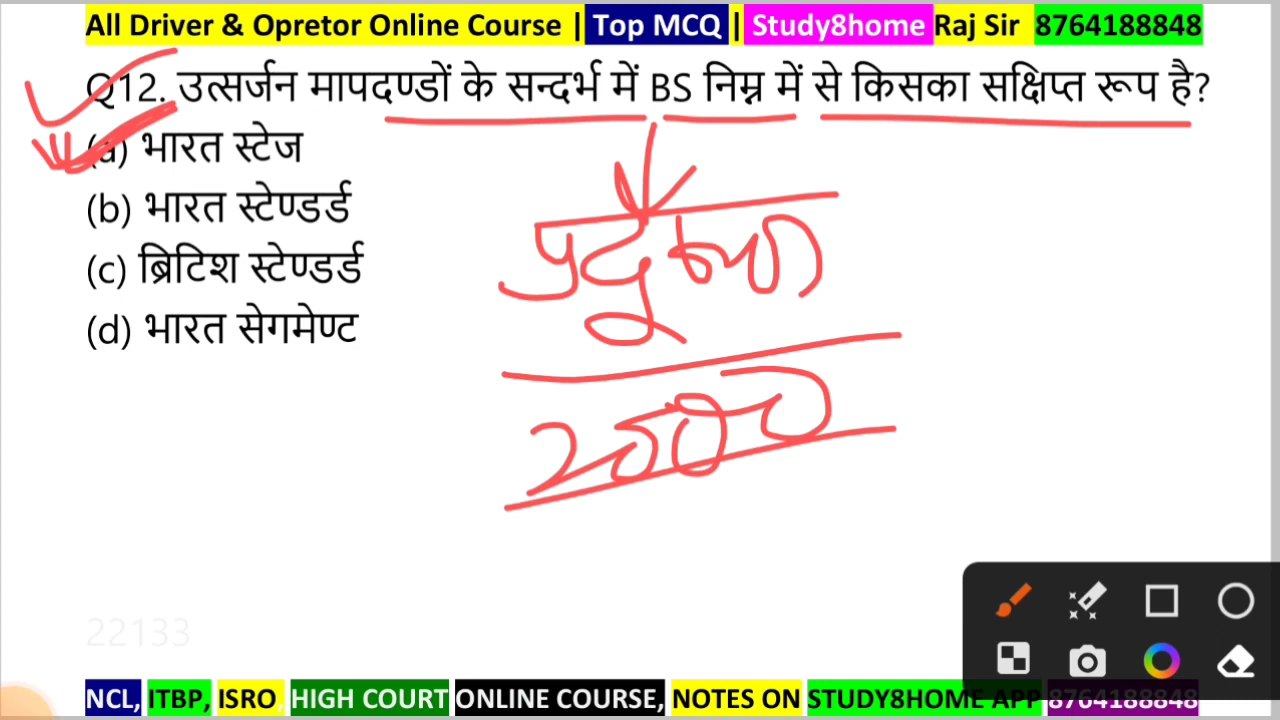 All Driver & Opretor Online Course | Top MCQ | Study8home Raj Sir 8764188848
Q12. उत्सर्जन मापदण्डों के सन्दर्भ में BS निम्न में से किसका सक्षिप्त रूप है?
(a) भारत स्टेज
(b) भारत स्टेण्डर्ड
(c) ब्रिटिश स्टेण्डर्ड
(d) भारत सेगमेण्ट
प्रदूषण
2000
22133
NCL, ITBP, ISRO, HIGH COURT ONLINE COURSE, NOTES ON STUDY8HOME APP 8764188848